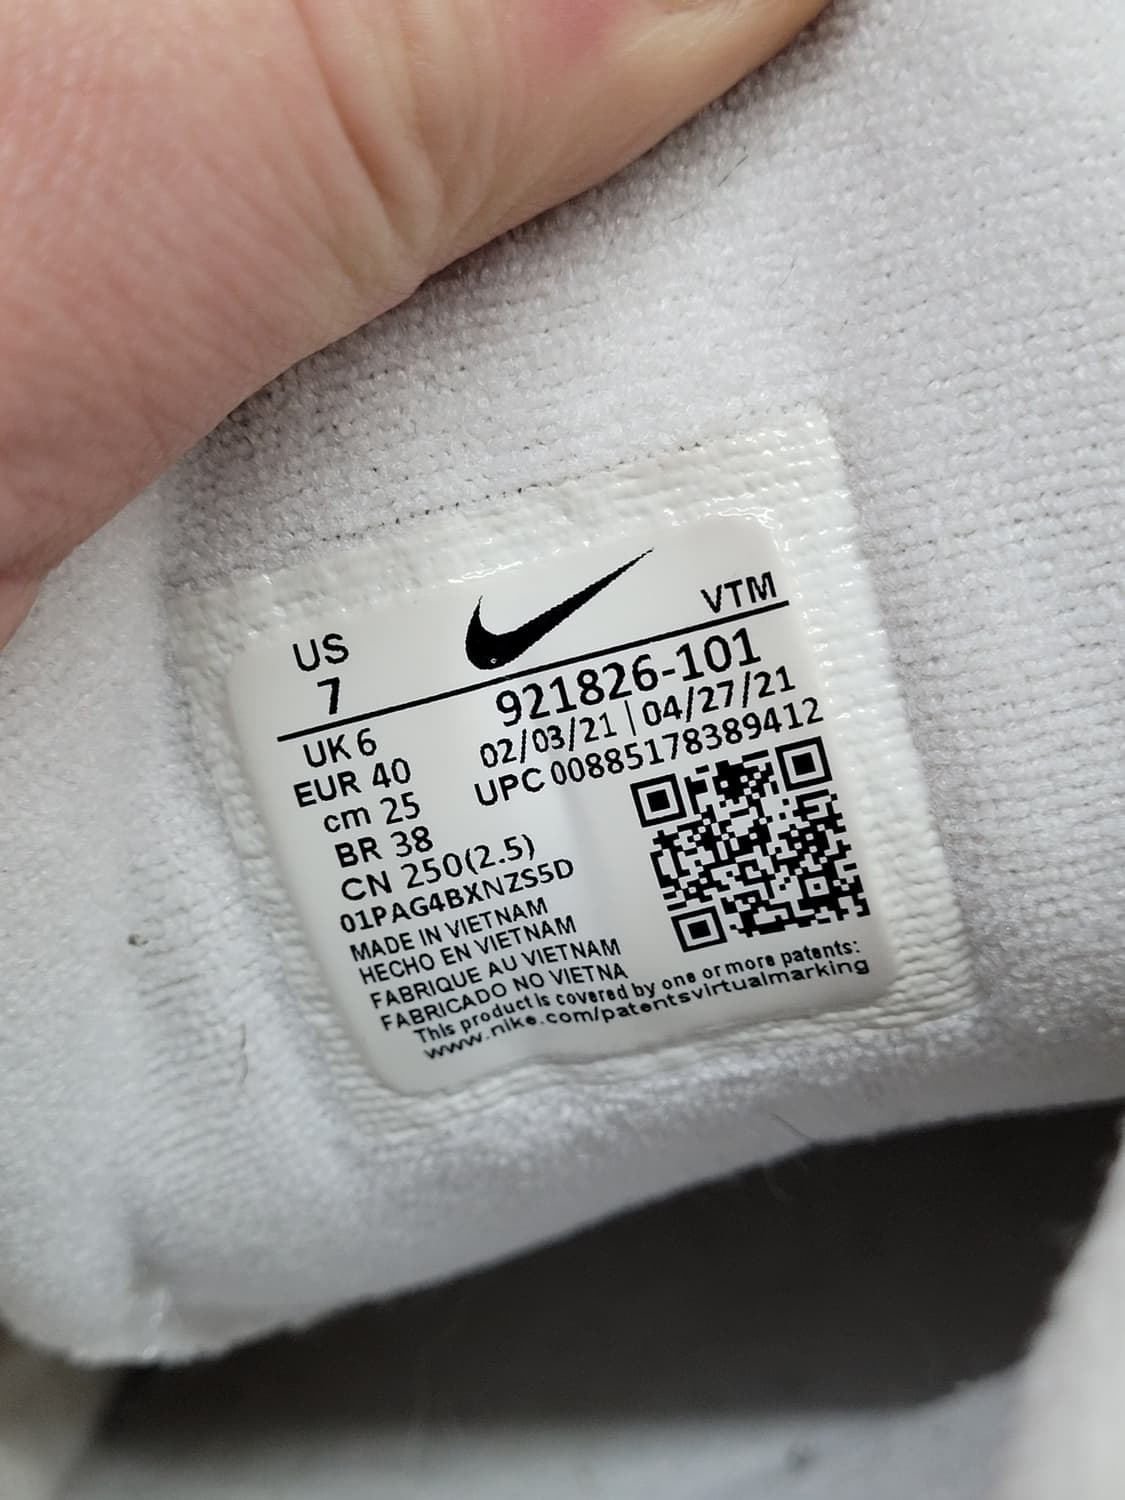 US
7
VTM
921826-101
02/03/21 | 04/27/21
UPC 00885178389412
UK 6
EUR 40
cm 25
BR 38
CN 250(2.5)
01PAG4BXNZS5D
MADE IN VIETNAM
HECHO EN VIETNAM
FABRIQUE AU VIETNAM
FABRICADO NO VIETNA
This product is covered by one or more patents:
www.nike.com/patentsvirtualmarking